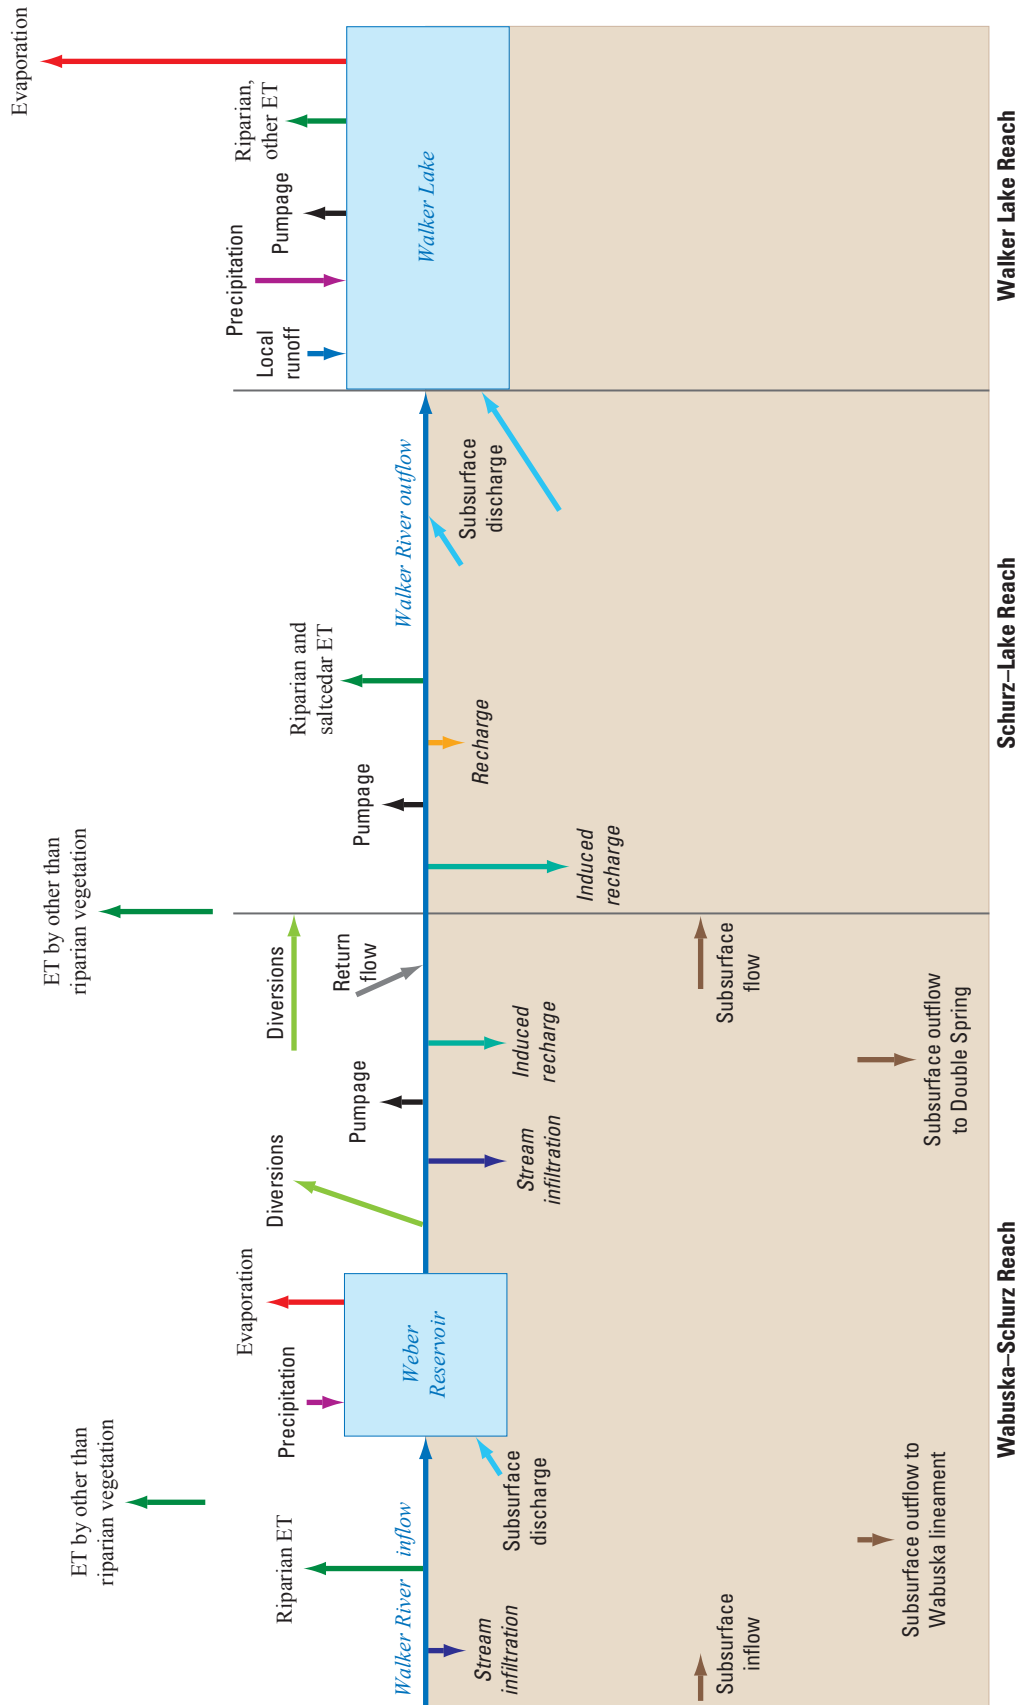 ET by other than
riparian vegetation
ET by other than
riparian vegetation
Evaporation
Riparian ET
Precipitation
Evaporation
Diversions
Pumpage
Diversions
Return
flow
Pumpage
Riparian and
saltcedar ET
Local
runoff
Precipitation
Pumpage
Riparian,
other ET
Walker River inflow
Weber
Reservoir
Walker River outflow
Walker Lake
Stream
infiltration
Subsurface
discharge
Stream
infiltration
Induced
recharge
Induced
recharge
Recharge
Subsurface
discharge
Subsurface
inflow
Subsurface
flow
Subsurface outflow to
Wabuska lineament
Subsurface outflow
to Double Spring
Wabuska–Schurz Reach
Schurz–Lake Reach
Walker Lake Reach